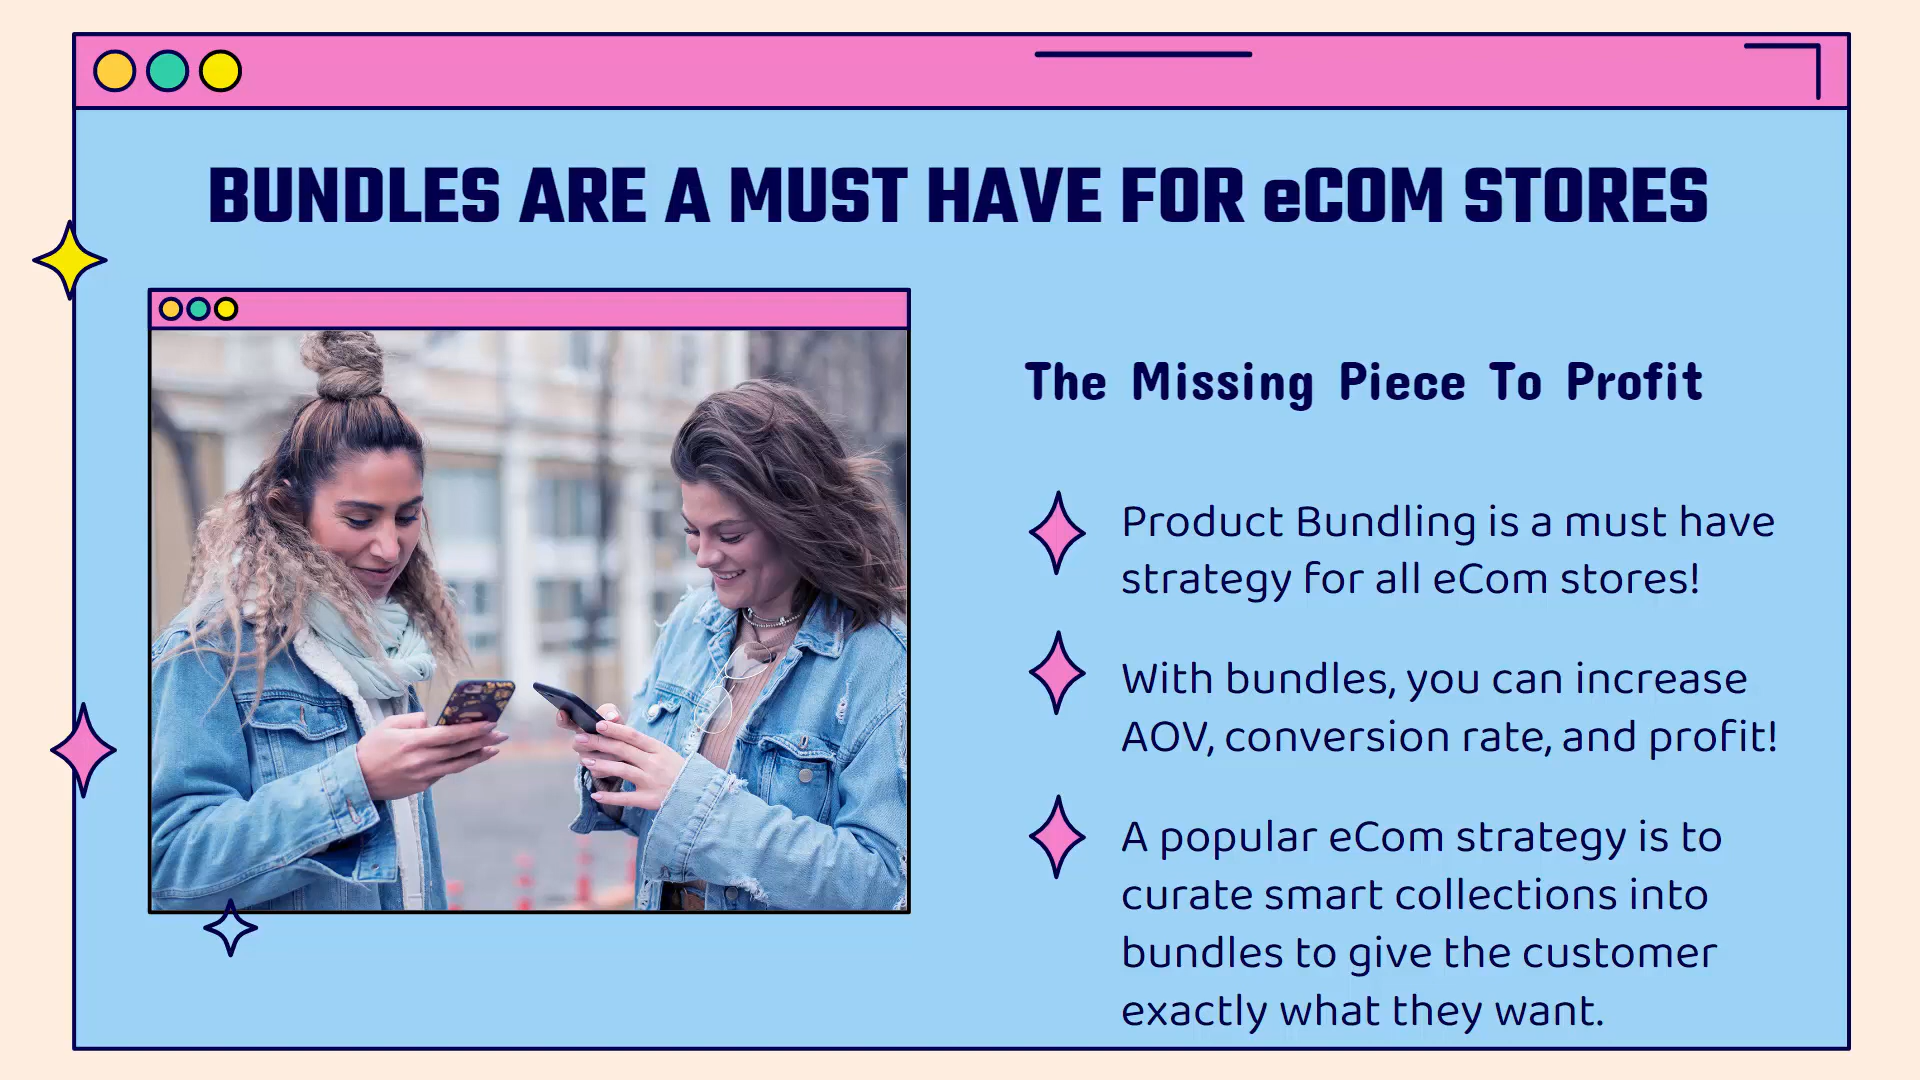 BUNDLES ARE A MUST HAVE FOR eCOM STORES
The Missing Piece To Profit
Product Bundling is a must have
strategy for all eCom stores!
With bundles, you can increase
AOV, conversion rate, and profit!
A popular eCom strategy is to
curate smart collections into
bundles to give the customer
exactly what they want.